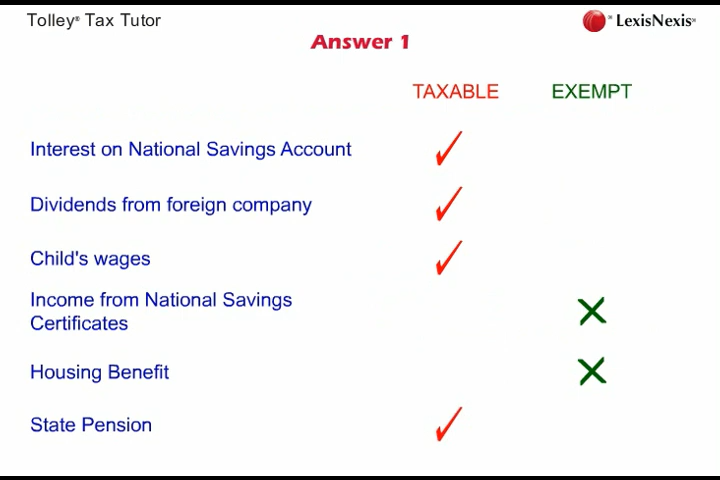 Tolley® Tax Tutor
LexisNexis®
Answer 1
TAXABLE EXEMPT
Interest on National Savings Account
Dividends from foreign company
Child's wages
Income from National Savings
Certificates
Housing Benefit
State Pension